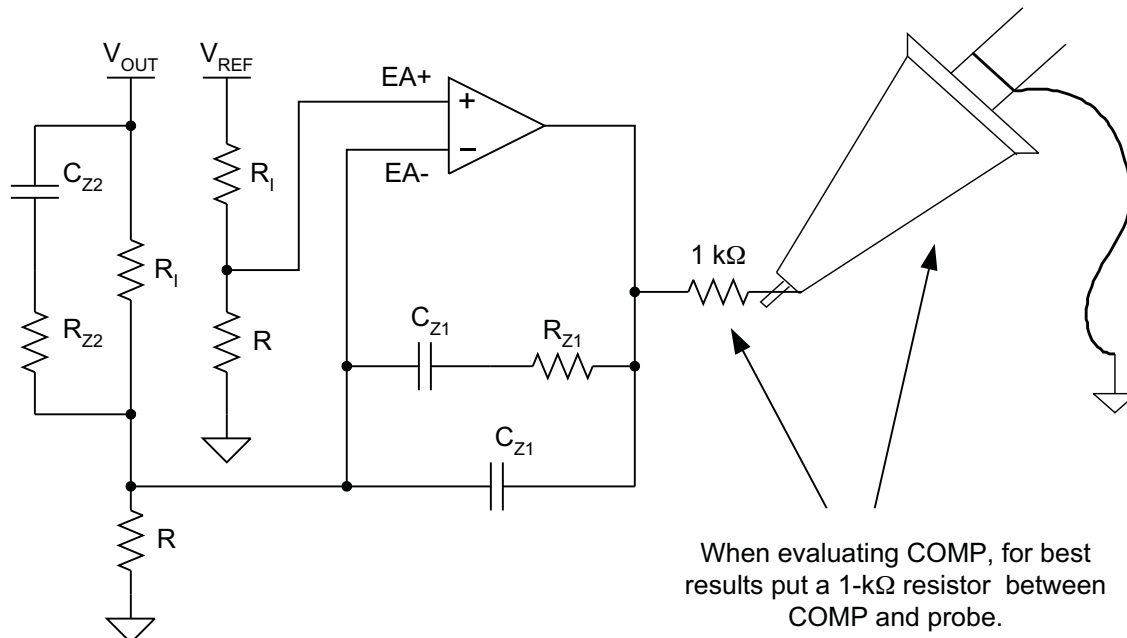 V_OUT V_REF
EA+
+
C_Z2 R_I −
EA-
R_I 1 kΩ
R_Z2 R C_Z1 R_Z1
C_Z1
R
When evaluating COMP, for best
results put a 1-kΩ resistor between
COMP and probe.